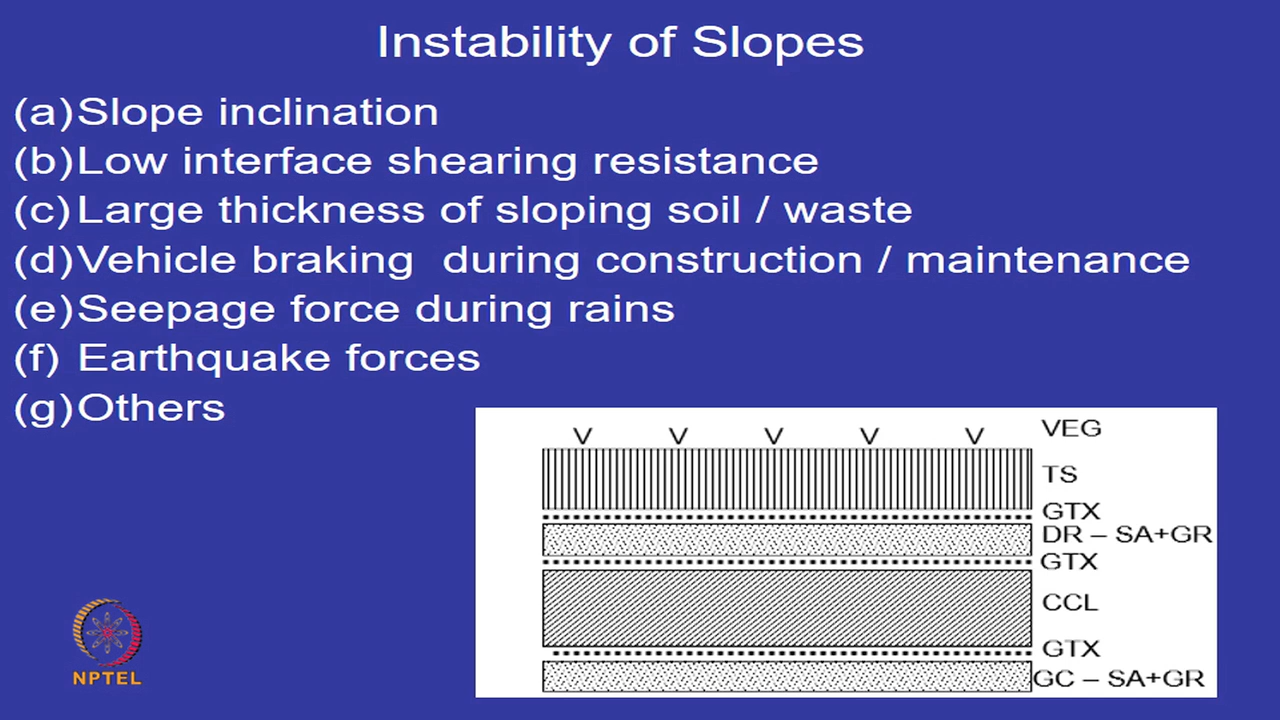 Instability of Slopes
(a) Slope inclination
(b) Low interface shearing resistance
(c) Large thickness of sloping soil / waste
(d) Vehicle braking during construction / maintenance
(e) Seepage force during rains
(f) Earthquake forces
(g) Others
V V V V V VEG
TS
GTX
DR – SA+GR
GTX
CCL
GTX
GC – SA+GR
NPTEL